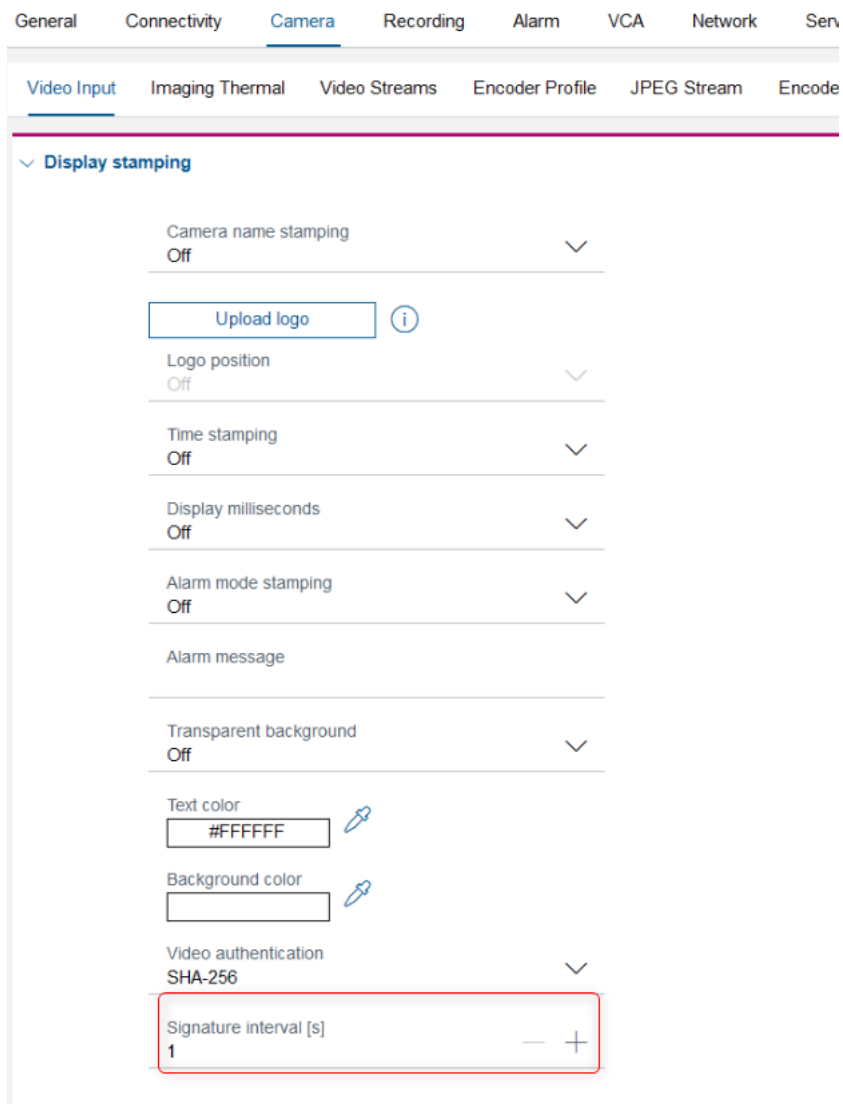 General Connectivity Camera Recording Alarm VCA Network Serv
Video Input Imaging Thermal Video Streams Encoder Profile JPEG Stream Encode
Display stamping
Camera name stamping
Off
Upload logo
Logo position
Off
Time stamping
Off
Display milliseconds
Off
Alarm mode stamping
Off
Alarm message
Transparent background
Off
Text color
#FFFFFF
Background color
Video authentication
SHA-256
Signature interval [s]
1